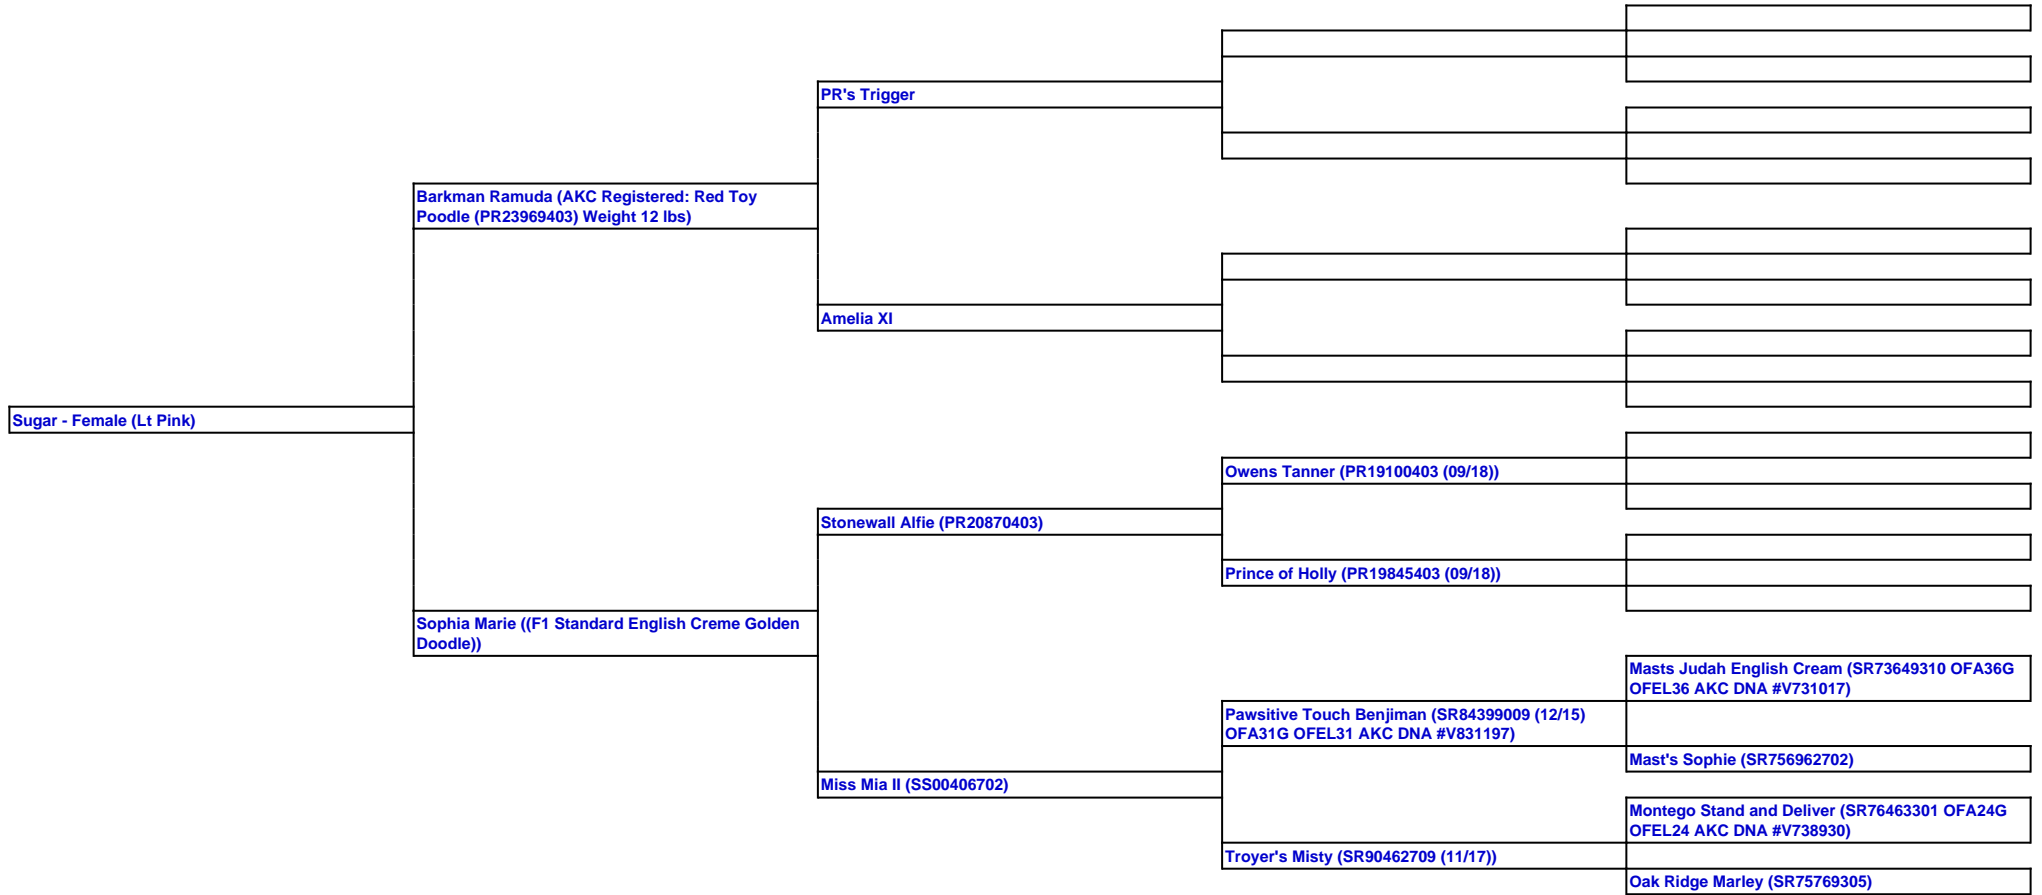 PR's Trigger
Barkman Ramuda (AKC Registered: Red Toy
Poodle (PR23969403) Weight 12 lbs)
Amelia XI
Sugar - Female (Lt Pink)
Owens Tanner (PR19100403 (09/18))
Stonewall Alfie (PR20870403)
Prince of Holly (PR19845403 (09/18))
Sophia Marie ((F1 Standard English Creme Golden
Doodle))
Masts Judah English Cream (SR73649310 OFA36G
OFEL36 AKC DNA #V731017)
Pawsitive Touch Benjiman (SR84399009 (12/15)
OFA31G OFEL31 AKC DNA #V831197)
Mast's Sophie (SR756962702)
Miss Mia II (SS00406702)
Montego Stand and Deliver (SR76463301 OFA24G
OFEL24 AKC DNA #V738930)
Troyer's Misty (SR90462709 (11/17))
Oak Ridge Marley (SR75769305)